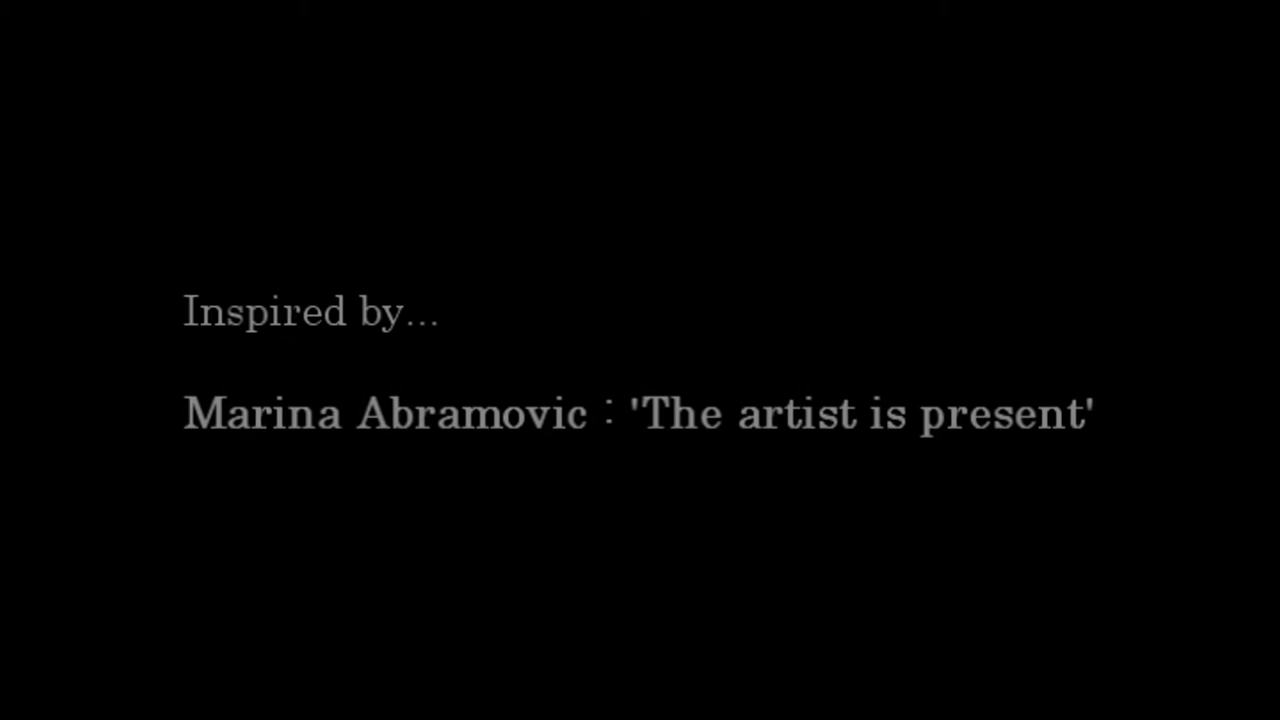 Inspired by...
Marina Abramovic : 'The artist is present'